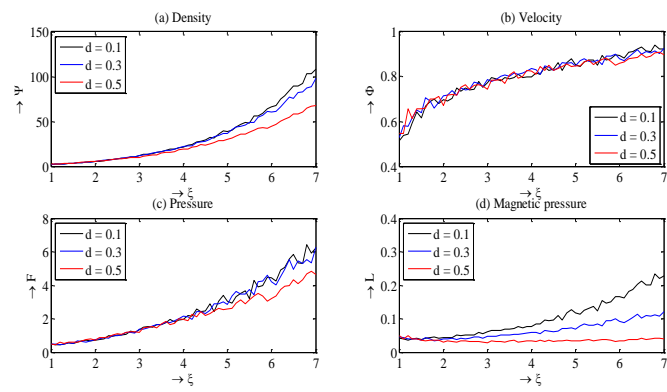 (a) Density
→ Ψ
150
100
50
1
1 2 3 4 5 6 7
→ ξ
d = 0.1
d = 0.3
d = 0.5
(b) Velocity
→ Φ
1
0.8
0.6
0.4
1 2 3 4 5 6 7
→ ξ
d = 0.1
d = 0.3
d = 0.5
(c) Pressure
→ F
8
6
4
2
0
1 2 3 4 5 6 7
→ ξ
d = 0.1
d = 0.3
d = 0.5
(d) Magnetic pressure
→ L
0.4
0.3
0.2
0.1
0
1 2 3 4 5 6 7
→ ξ
d = 0.1
d = 0.3
d = 0.5